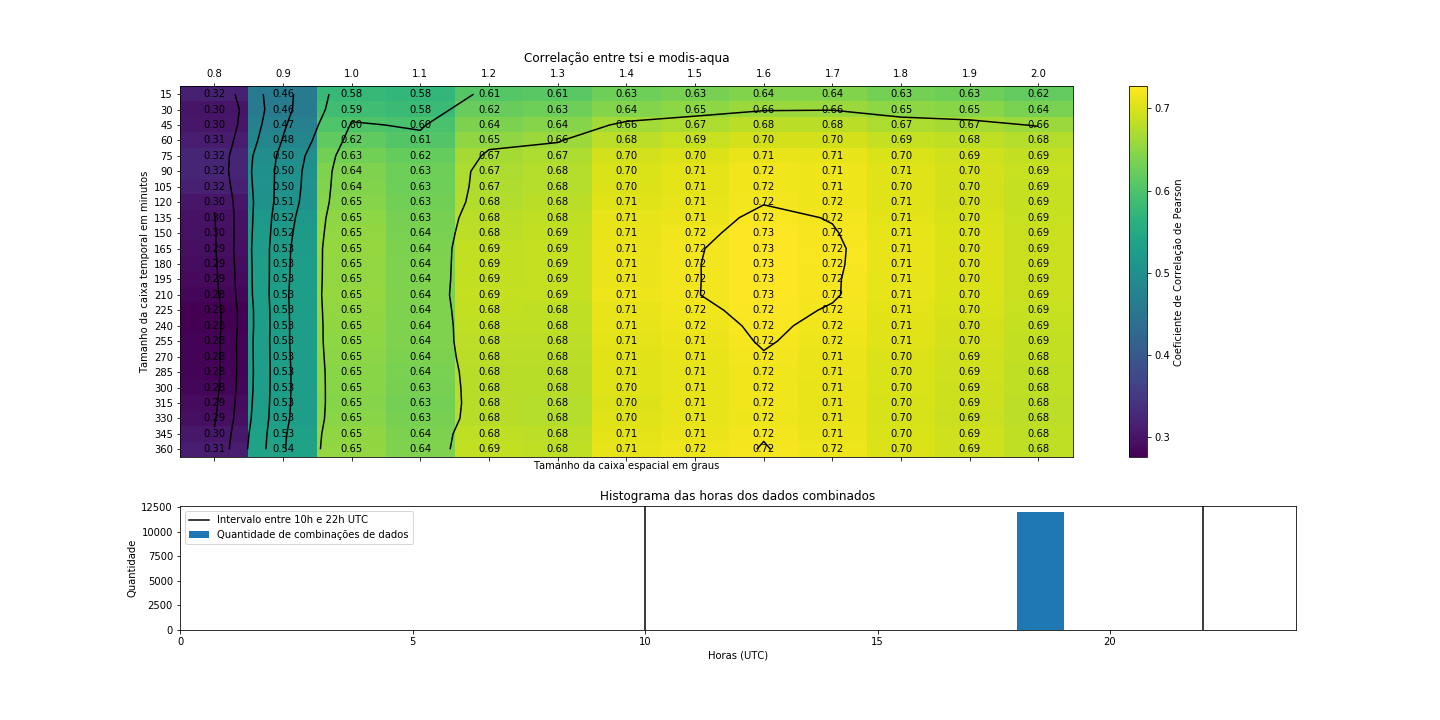 Correlação entre tsi e modis-aqua
0.8 0.9 1.0 1.1 1.2 1.3 1.4 1.5 1.6 1.7 1.8 1.9 2.0
15 0.32 0.46 0.58 0.58 0.61 0.61 0.63 0.63 0.64 0.64 0.63 0.63 0.62
30 0.30 0.46 0.59 0.58 0.62 0.63 0.64 0.65 0.66 0.66 0.65 0.65 0.64
45 0.30 0.47 0.60 0.60 0.64 0.64 0.66 0.67 0.68 0.68 0.67 0.67 0.66
60 0.31 0.48 0.62 0.61 0.65 0.66 0.68 0.69 0.70 0.70 0.69 0.68 0.68
75 0.32 0.50 0.63 0.62 0.67 0.67 0.70 0.70 0.71 0.71 0.70 0.69 0.69
90 0.32 0.50 0.64 0.63 0.67 0.68 0.70 0.71 0.72 0.71 0.71 0.70 0.69
105 0.32 0.50 0.64 0.63 0.67 0.68 0.70 0.71 0.72 0.71 0.70 0.70 0.69
120 0.30 0.51 0.65 0.63 0.68 0.68 0.71 0.71 0.72 0.72 0.71 0.70 0.69
135 0.30 0.52 0.65 0.64 0.68 0.68 0.71 0.71 0.72 0.72 0.71 0.70 0.69
150 0.30 0.52 0.65 0.64 0.68 0.69 0.71 0.72 0.73 0.72 0.71 0.70 0.69
165 0.29 0.53 0.65 0.64 0.69 0.69 0.71 0.72 0.73 0.72 0.71 0.70 0.69
180 0.29 0.53 0.65 0.64 0.69 0.69 0.71 0.72 0.73 0.72 0.71 0.70 0.69
195 0.29 0.53 0.65 0.64 0.69 0.69 0.71 0.72 0.73 0.72 0.71 0.70 0.69
210 0.28 0.53 0.65 0.64 0.69 0.69 0.71 0.72 0.73 0.72 0.71 0.70 0.69
225 0.28 0.53 0.65 0.64 0.68 0.68 0.71 0.72 0.72 0.72 0.71 0.70 0.69
240 0.28 0.53 0.65 0.64 0.68 0.68 0.71 0.71 0.72 0.72 0.71 0.70 0.69
255 0.28 0.53 0.65 0.64 0.68 0.68 0.71 0.71 0.72 0.72 0.71 0.70 0.69
270 0.28 0.53 0.65 0.64 0.68 0.68 0.71 0.71 0.72 0.71 0.70 0.69 0.68
285 0.28 0.53 0.65 0.64 0.68 0.68 0.71 0.71 0.72 0.71 0.70 0.69 0.68
300 0.28 0.53 0.65 0.63 0.68 0.68 0.70 0.71 0.72 0.71 0.70 0.69 0.68
315 0.29 0.53 0.65 0.63 0.68 0.68 0.70 0.71 0.72 0.71 0.70 0.69 0.68
330 0.29 0.53 0.65 0.63 0.68 0.68 0.70 0.71 0.72 0.71 0.70 0.69 0.68
345 0.30 0.53 0.65 0.64 0.68 0.68 0.71 0.71 0.72 0.71 0.70 0.69 0.68
360 0.31 0.54 0.65 0.64 0.69 0.68 0.71 0.71 0.72 0.72 0.70 0.69 0.68
Tamanho da caixa temporal em minutos
Tamanho da caixa espacial em graus
0.7
0.6
0.5
0.4
0.3
Coeficiente de Correlação de Pearson
Histograma das horas dos dados combinados
12500
10000
7500
5000
2500
0
Quantidade
Intervalo entre 10h e 22h UTC
Quantidade de combinações de dados
0 5 10 15 20
Horas (UTC)